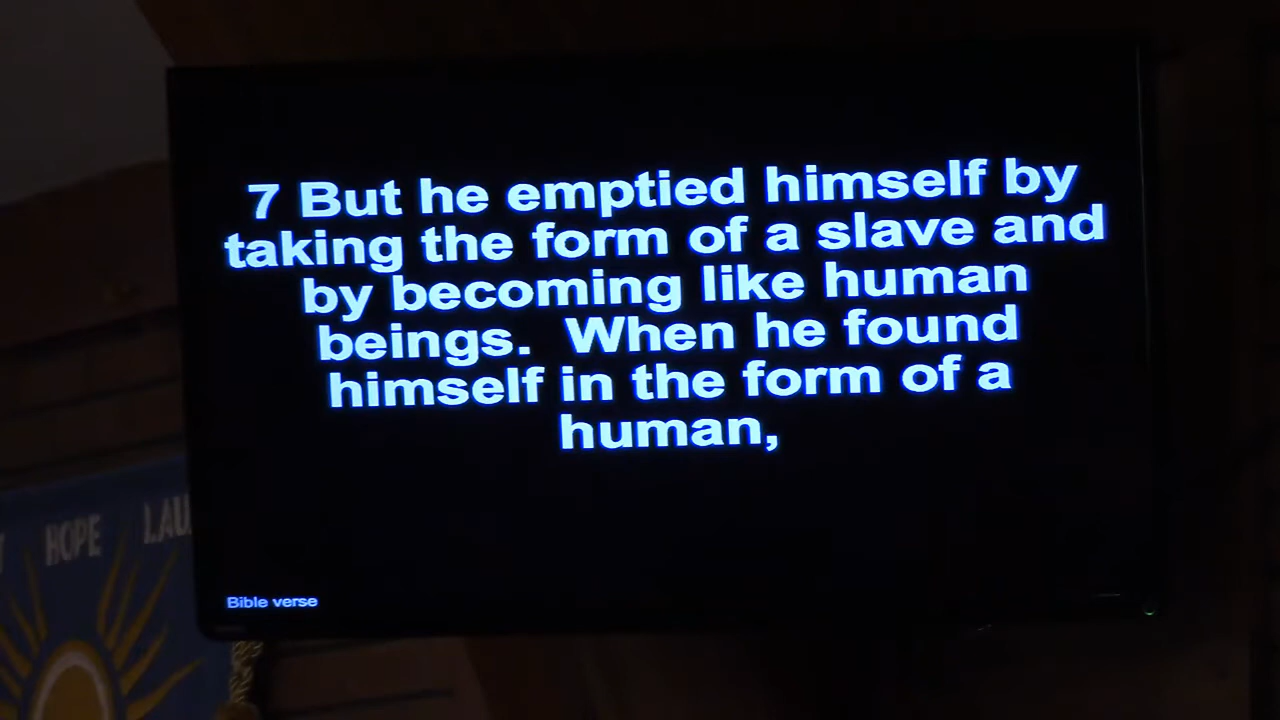 7 But he emptied himself by
taking the form of a slave and
by becoming like human
beings.  When he found
himself in the form of a
human,
Bible verse
HOPE